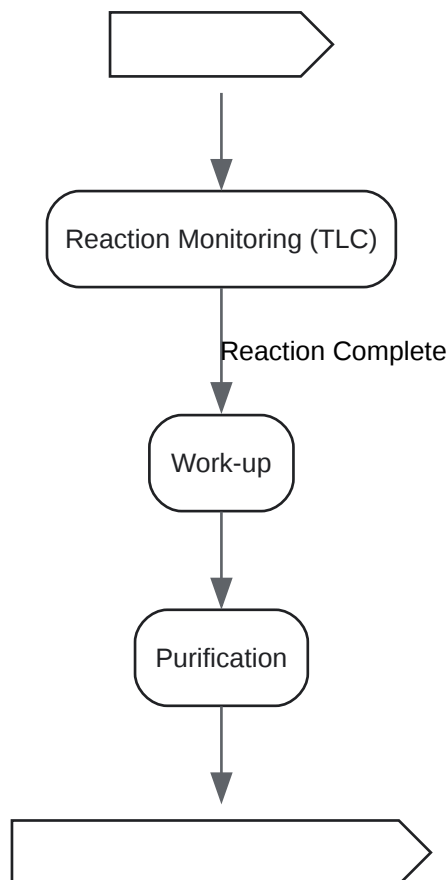 Reaction Monitoring (TLC)
Reaction Complete
Work-up
Purification